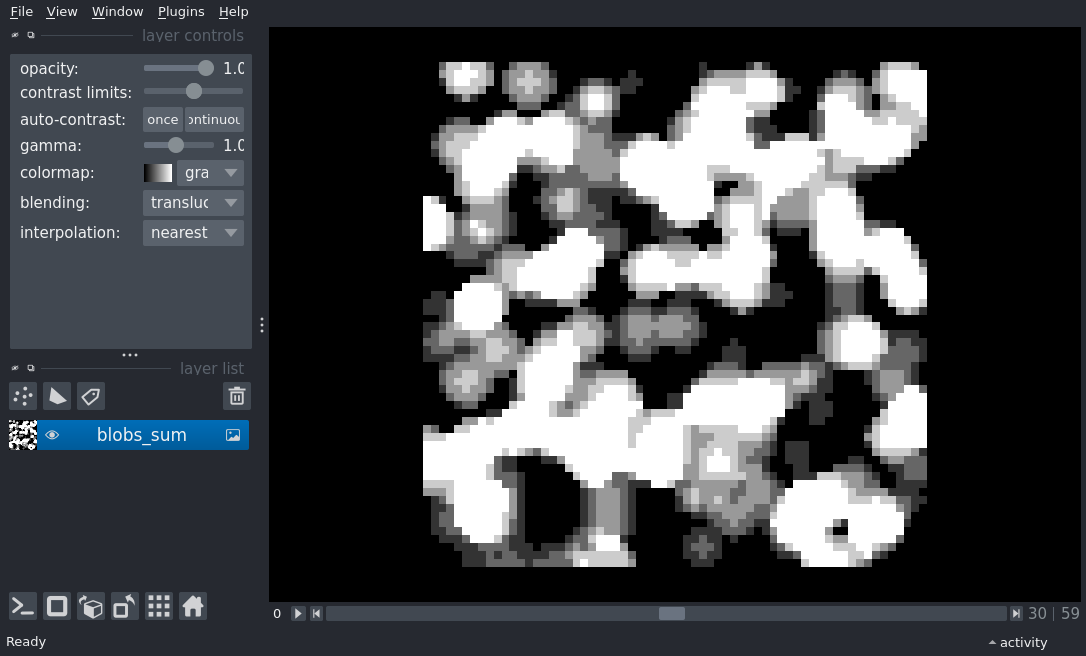 File View Window Plugins Help
layer controls
opacity: 1.0
contrast limits:
auto-contrast: once ontinuou
gamma: 1.0
colormap: gra
blending: transluc
interpolation: nearest
layer list
blobs_sum
0 30 | 59
Ready activity